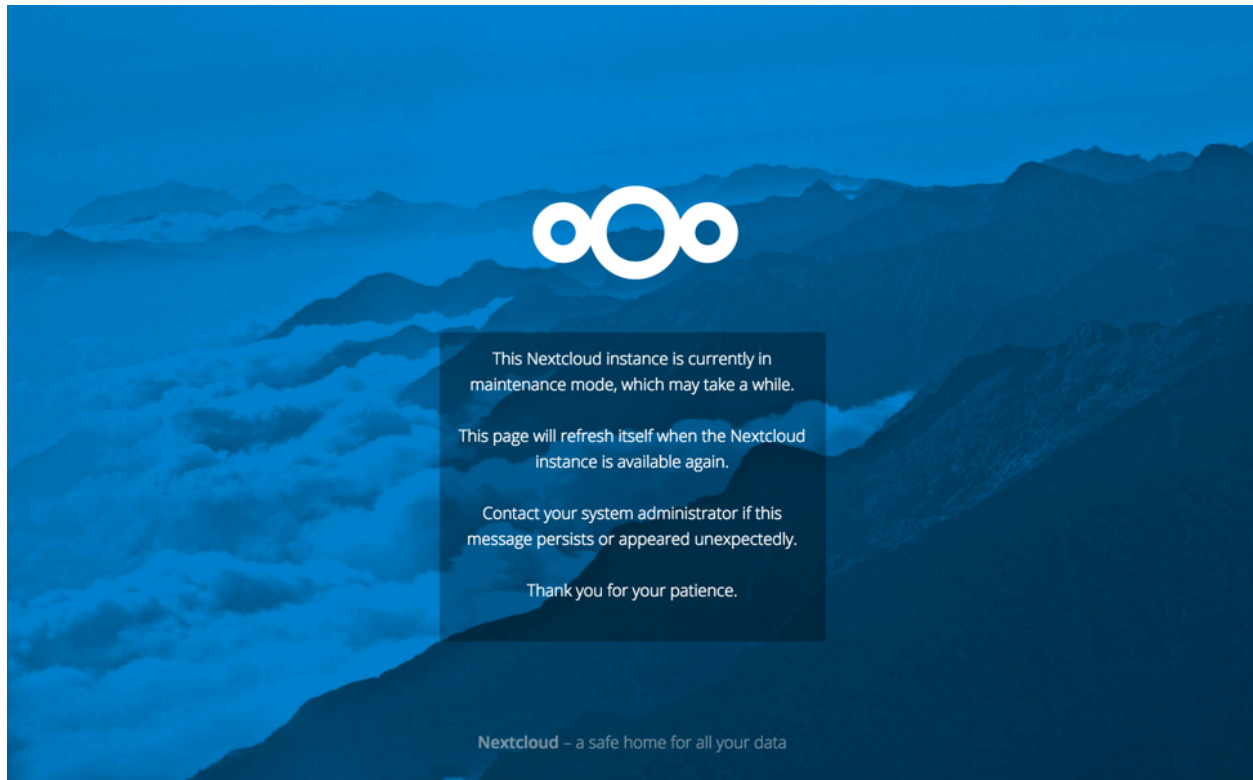 This Nextcloud instance is currently in
maintenance mode, which may take a while.
This page will refresh itself when the Nextcloud
instance is available again.
Contact your system administrator if this
message persists or appeared unexpectedly.
Thank you for your patience.
Nextcloud – a safe home for all your data